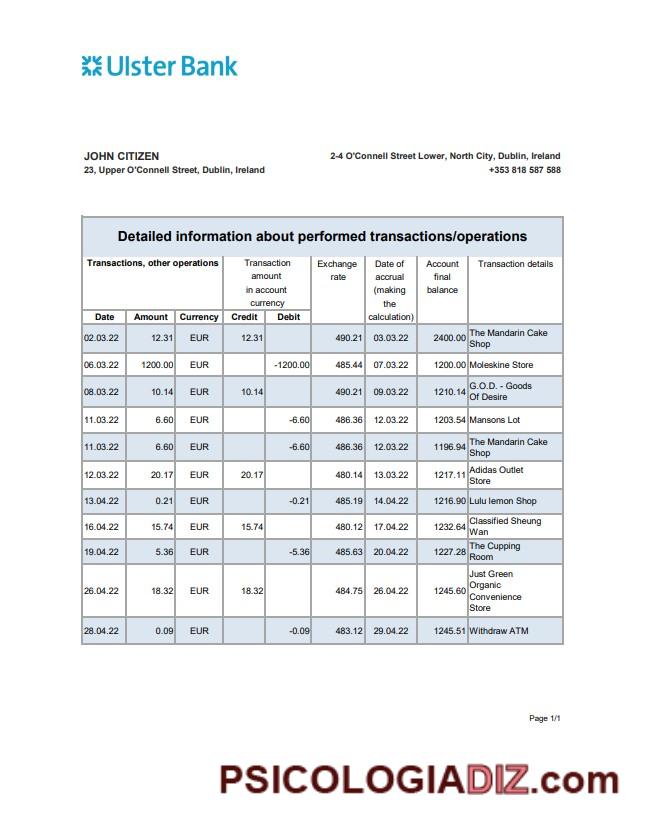 Ulster Bank
JOHN CITIZEN
23, Upper O'Connell Street, Dublin, Ireland
2-4 O'Connell Street Lower, North City, Dublin, Ireland
+353 818 587 588
Detailed information about performed transactions/operations
Transactions, other operations
Transaction
amount
in account
currency
Exchange
rate
Date of
accrual
(making
the
calculation)
Account
final
balance
Transaction details
Date Amount Currency Credit Debit
02.03.22 12.31 EUR 12.31 490.21 03.03.22 2400.00 The Mandarin Cake
Shop
06.03.22 1200.00 EUR -1200.00 485.44 07.03.22 1200.00 Moleskine Store
08.03.22 10.14 EUR 10.14 490.21 09.03.22 1210.14 G.O.D. - Goods
Of Desire
11.03.22 6.60 EUR -6.60 486.36 12.03.22 1203.54 Mansons Lot
11.03.22 6.60 EUR -6.60 486.36 12.03.22 1196.94 The Mandarin Cake
Shop
12.03.22 20.17 EUR 20.17 480.14 13.03.22 1217.11 Adidas Outlet
Store
13.04.22 0.21 EUR -0.21 485.19 14.04.22 1216.90 Lulu lemon Shop
16.04.22 15.74 EUR 15.74 480.12 17.04.22 1232.64 Classified Sheung
Wan
19.04.22 5.36 EUR -5.36 485.63 20.04.22 1227.28 The Cupping
Room
26.04.22 18.32 EUR 18.32 484.75 26.04.22 1245.60 Just Green
Organic
Convenience
Store
28.04.22 0.09 EUR -0.09 483.12 29.04.22 1245.51 Withdraw ATM
Page 1/1
PSICOLOGIADIZ.com